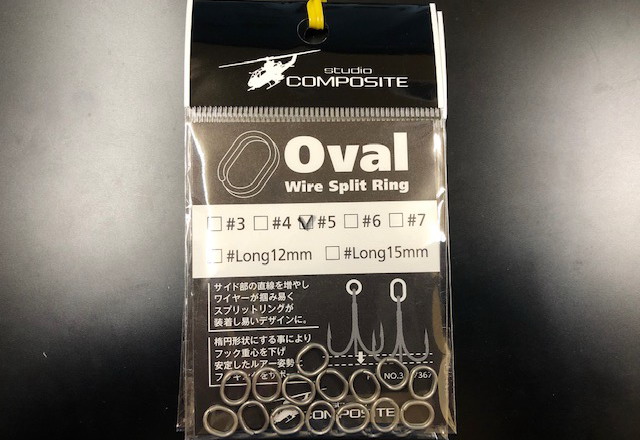 studio
COMPOSITE
Oval
Wire Split Ring
#3 #4 #5 #6 #7
#Long12mm #Long15mm
サイド部の直線を増やし
ワイヤーが掴み易く
スプリットリングが
装着し易いデザインに。
楕円形状にする事により
フック重心を下げ
安定したルアー姿勢
NO.3 7367
COMPOSITE